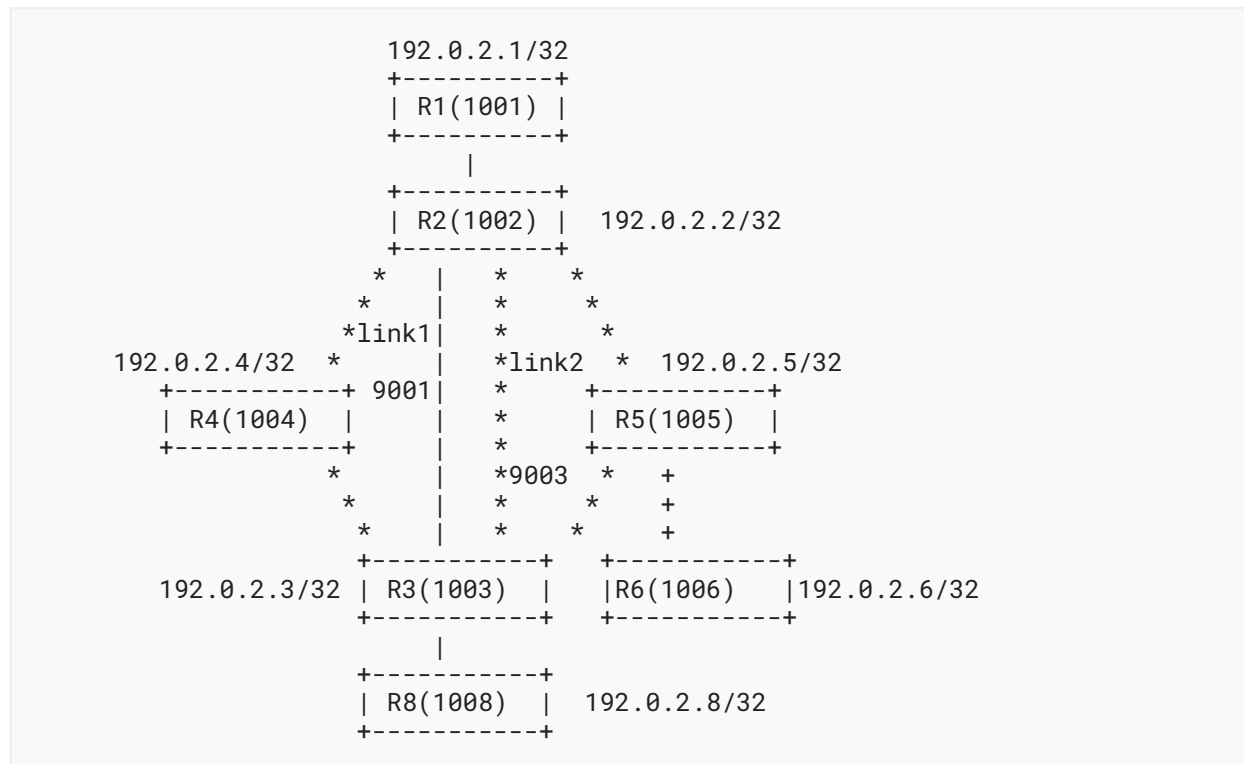 192.0.2.1/32
+----------+
| R1(1001) |
+----------+
|
+----------+
| R2(1002) |  192.0.2.2/32
+----------+
*   |   *    *
*    |   *     *
*link1|   *      *
192.0.2.4/32  *      |   *link2  *  192.0.2.5/32
+-----------+ 9001|   *     +-----------+
| R4(1004)  |     |   *     | R5(1005)  |
+-----------+     |   *     +-----------+
*      |   *9003  *   +
*     |   *     *    +
*    |   *    *     +
+-----------+   +-----------+
192.0.2.3/32 | R3(1003)  |   |R6(1006)   |192.0.2.6/32
+-----------+   +-----------+
|
+-----------+
| R8(1008)  |  192.0.2.8/32
+-----------+